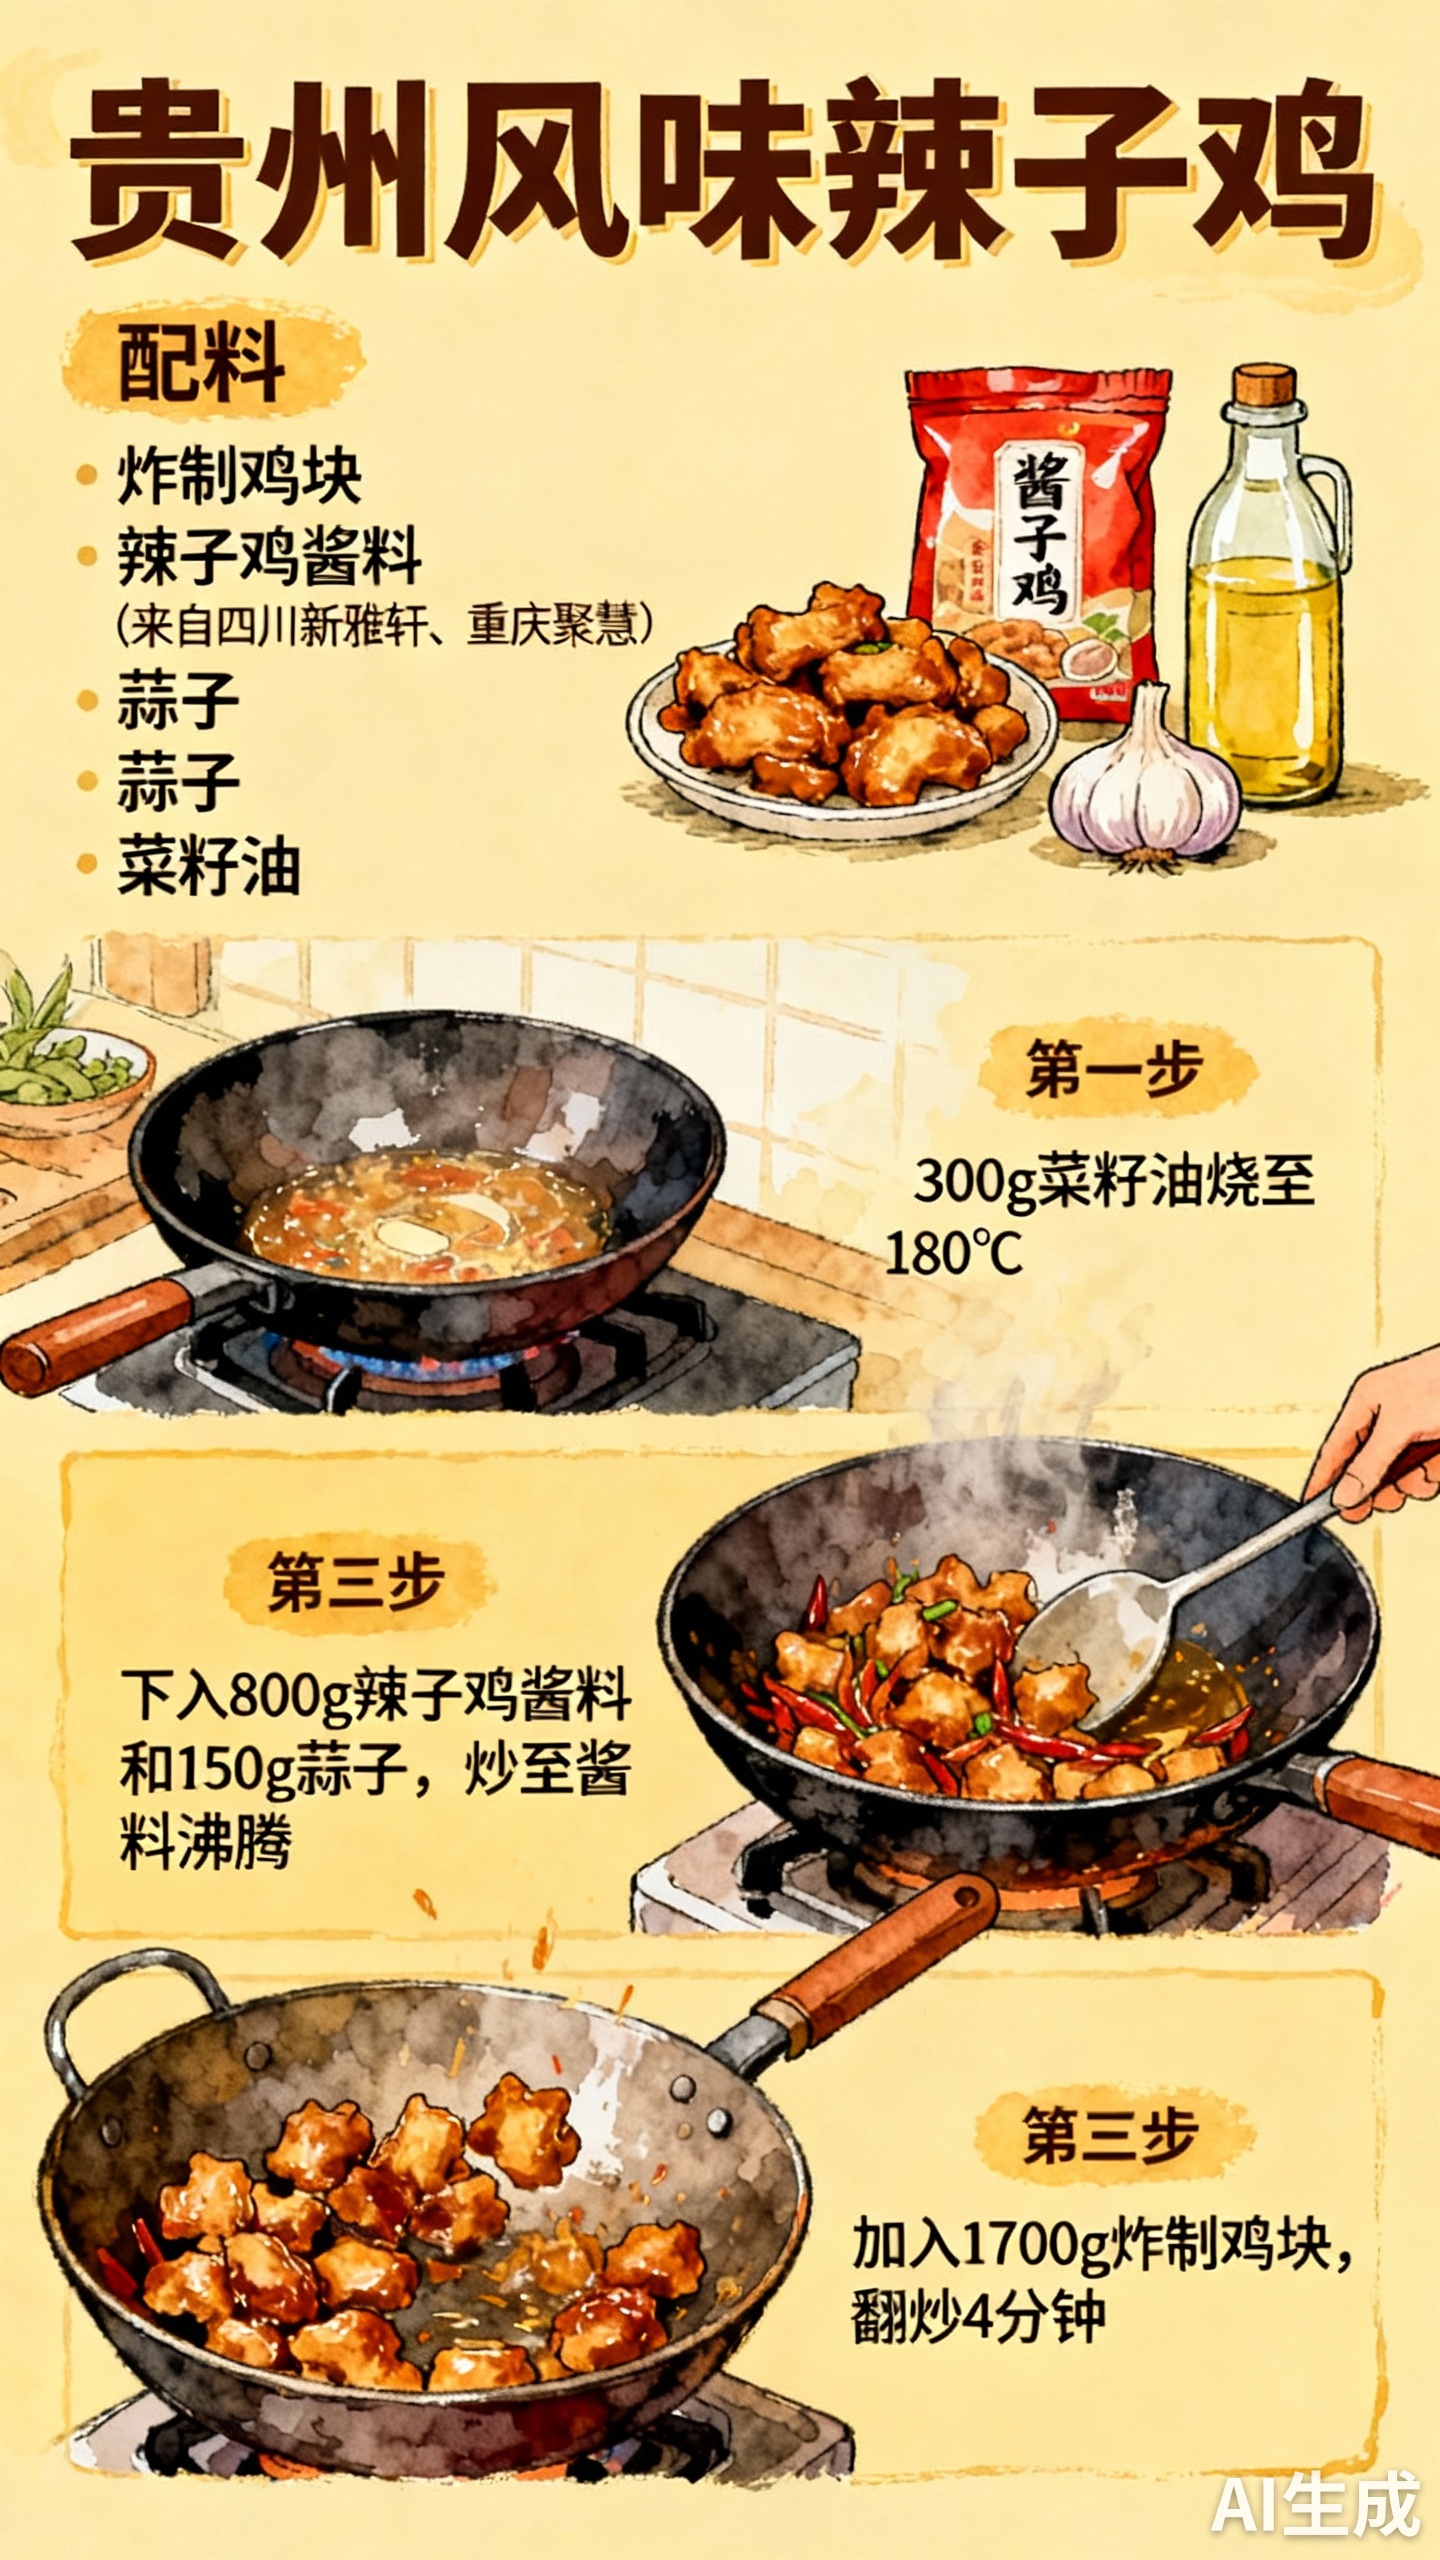 贵州风味辣子鸡
配料
炸制鸡块
辣子鸡酱料
(来自四川新雅轩、重庆聚慧)
蒜子
蒜子
菜籽油
酱子鸡
第一步
300g菜籽油烧至
180℃
第三步
下入800g辣子鸡酱料
和150g蒜子，炒至酱
料沸腾
第三步
加入1700g炸制鸡块，
翻炒4分钟
AI生成